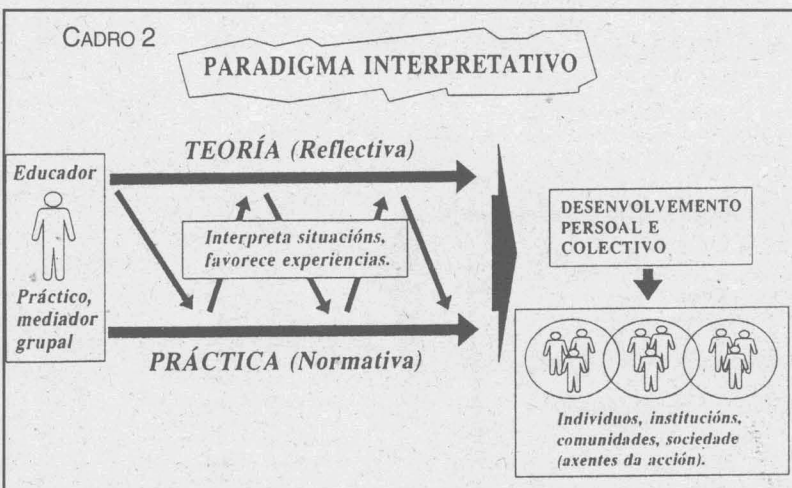 CADRO 2
PARADIGMA INTERPRETATIVO
TEORÍA (Reflectiva)
Educador
Práctico,
mediador
grupal
Interpreta situacións,
favorece experiencias.
PRÁCTICA (Normativa)
DESENVOLVEMENTO
PERSOAL E
COLECTIVO
Individuos, institucións,
comunidades, sociedade
(axentes da acción).